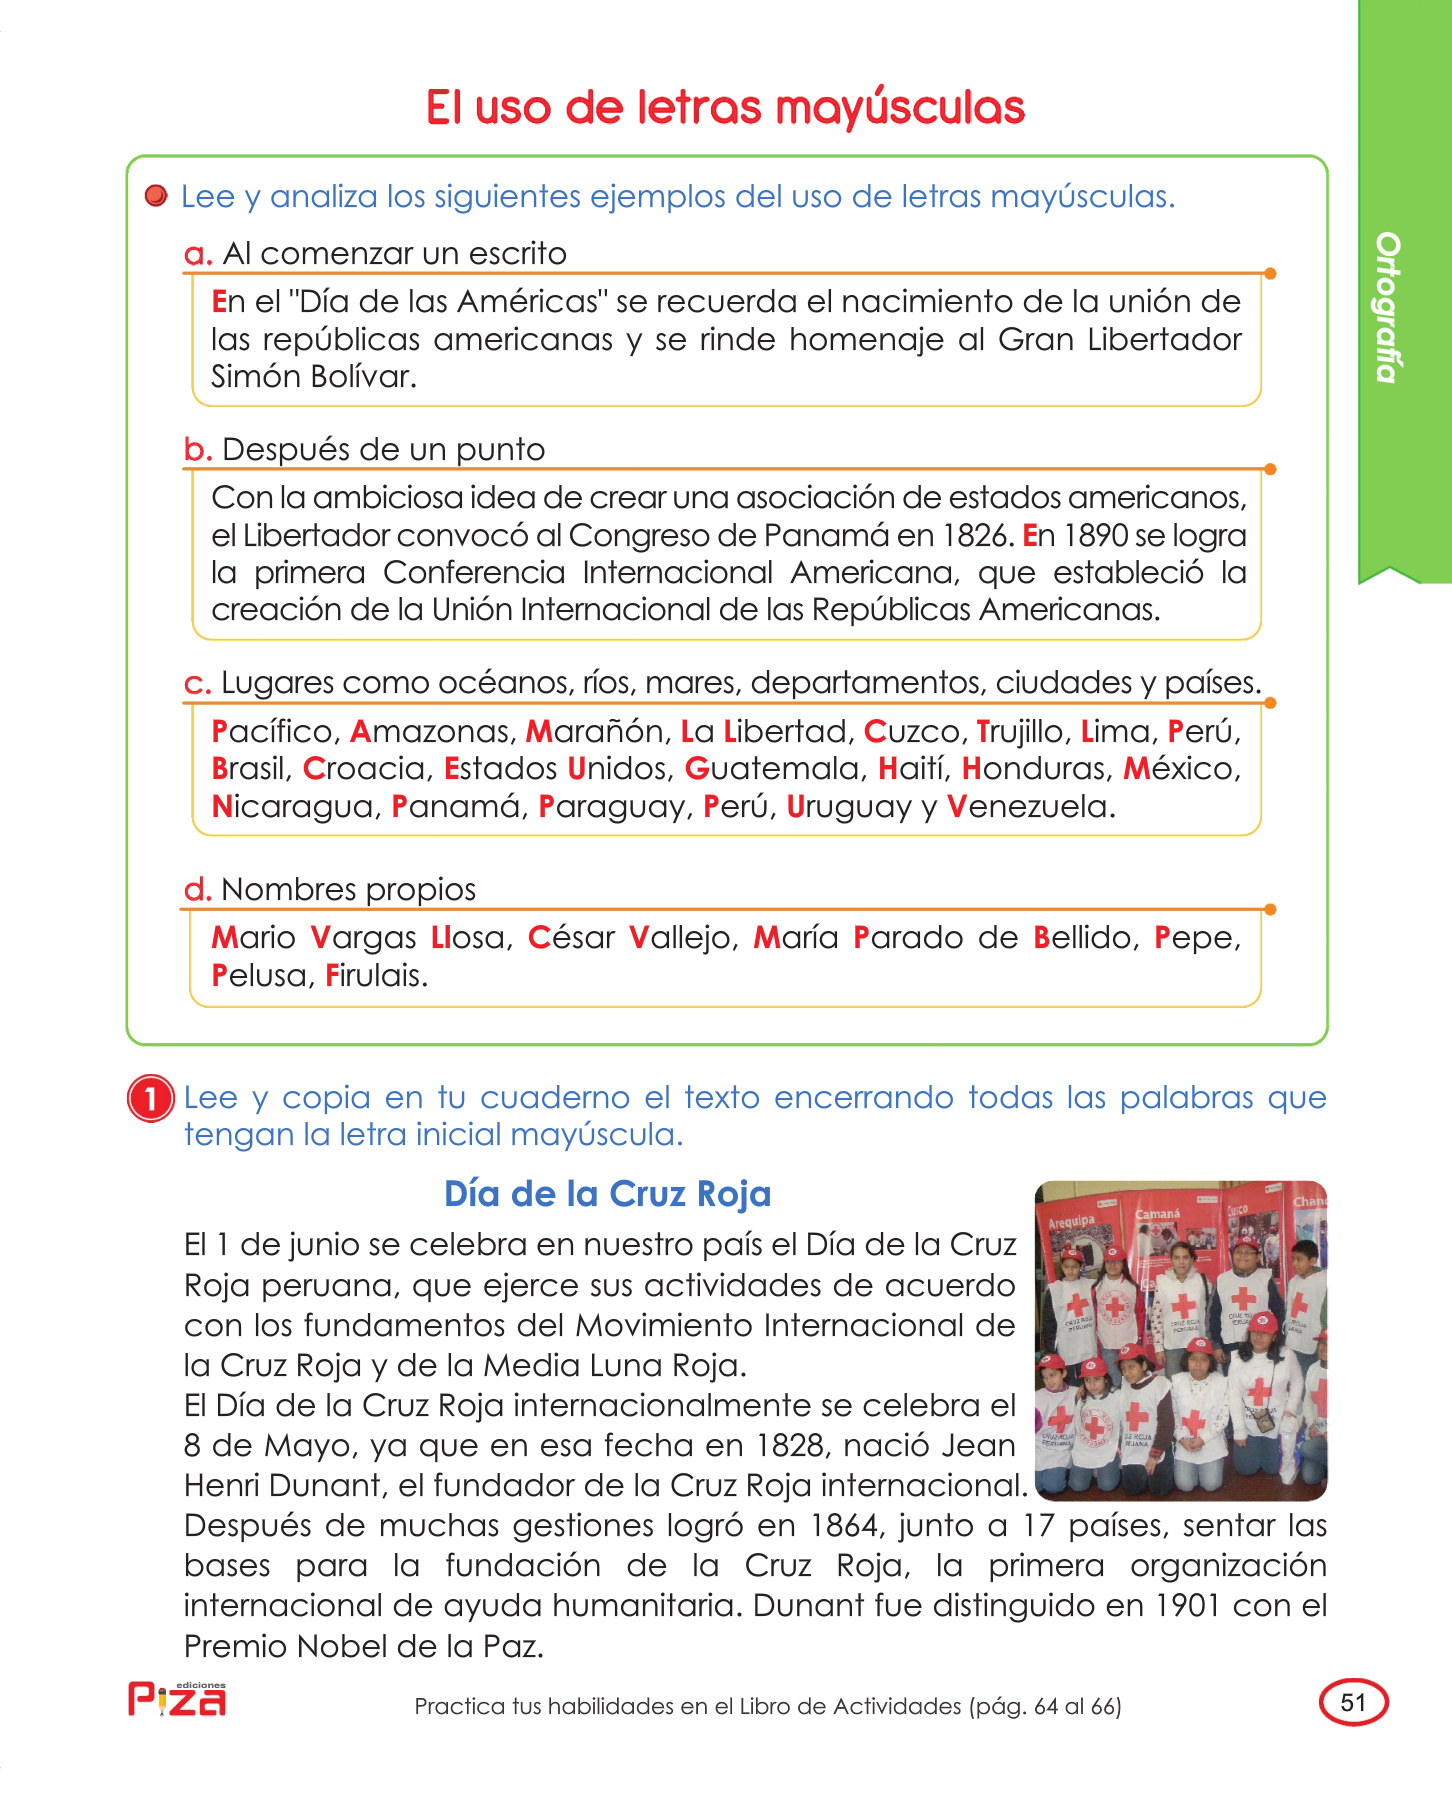 El uso de letras mayúsculas
Ortografía
Lee y analiza los siguientes ejemplos del uso de letras mayúsculas.
a. Al comenzar un escrito
En el "Día de las Américas" se recuerda el nacimiento de la unión de
las repúblicas americanas y se rinde homenaje al Gran Libertador
Simón Bolívar.
b. Después de un punto
Con la ambiciosa idea de crear una asociación de estados americanos,
el Libertador convocó al Congreso de Panamá en 1826. En 1890 se logra
la primera Conferencia Internacional Americana, que estableció la
creación de la Unión Internacional de las Repúblicas Americanas.
c. Lugares como océanos, ríos, mares, departamentos, ciudades y países.
Pacífico, Amazonas, Marañón, La Libertad, Cuzco, Trujillo, Lima, Perú,
Brasil, Croacia, Estados Unidos, Guatemala, Haití, Honduras, México,
Nicaragua, Panamá, Paraguay, Perú, Uruguay y Venezuela.
d. Nombres propios
Mario Vargas Llosa, César Vallejo, María Parado de Bellido, Pepe,
Pelusa, Firulais.
1 Lee y copia en tu cuaderno el texto encerrando todas las palabras que
tengan la letra inicial mayúscula.
Día de la Cruz Roja
El 1 de junio se celebra en nuestro país el Día de la Cruz
Roja peruana, que ejerce sus actividades de acuerdo
con los fundamentos del Movimiento Internacional de
la Cruz Roja y de la Media Luna Roja.
El Día de la Cruz Roja internacionalmente se celebra el
8 de Mayo, ya que en esa fecha en 1828, nació Jean
Henri Dunant, el fundador de la Cruz Roja internacional.
Después de muchas gestiones logró en 1864, junto a 17 países, sentar las
bases para la fundación de la Cruz Roja, la primera organización
internacional de ayuda humanitaria. Dunant fue distinguido en 1901 con el
Premio Nobel de la Paz.
Arequipa
Camaná
Cusco
Chanc
CRUZ ROJA
PERUANA
ediciones
Piza
Practica tus habilidades en el Libro de Actividades (pág. 64 al 66)
51